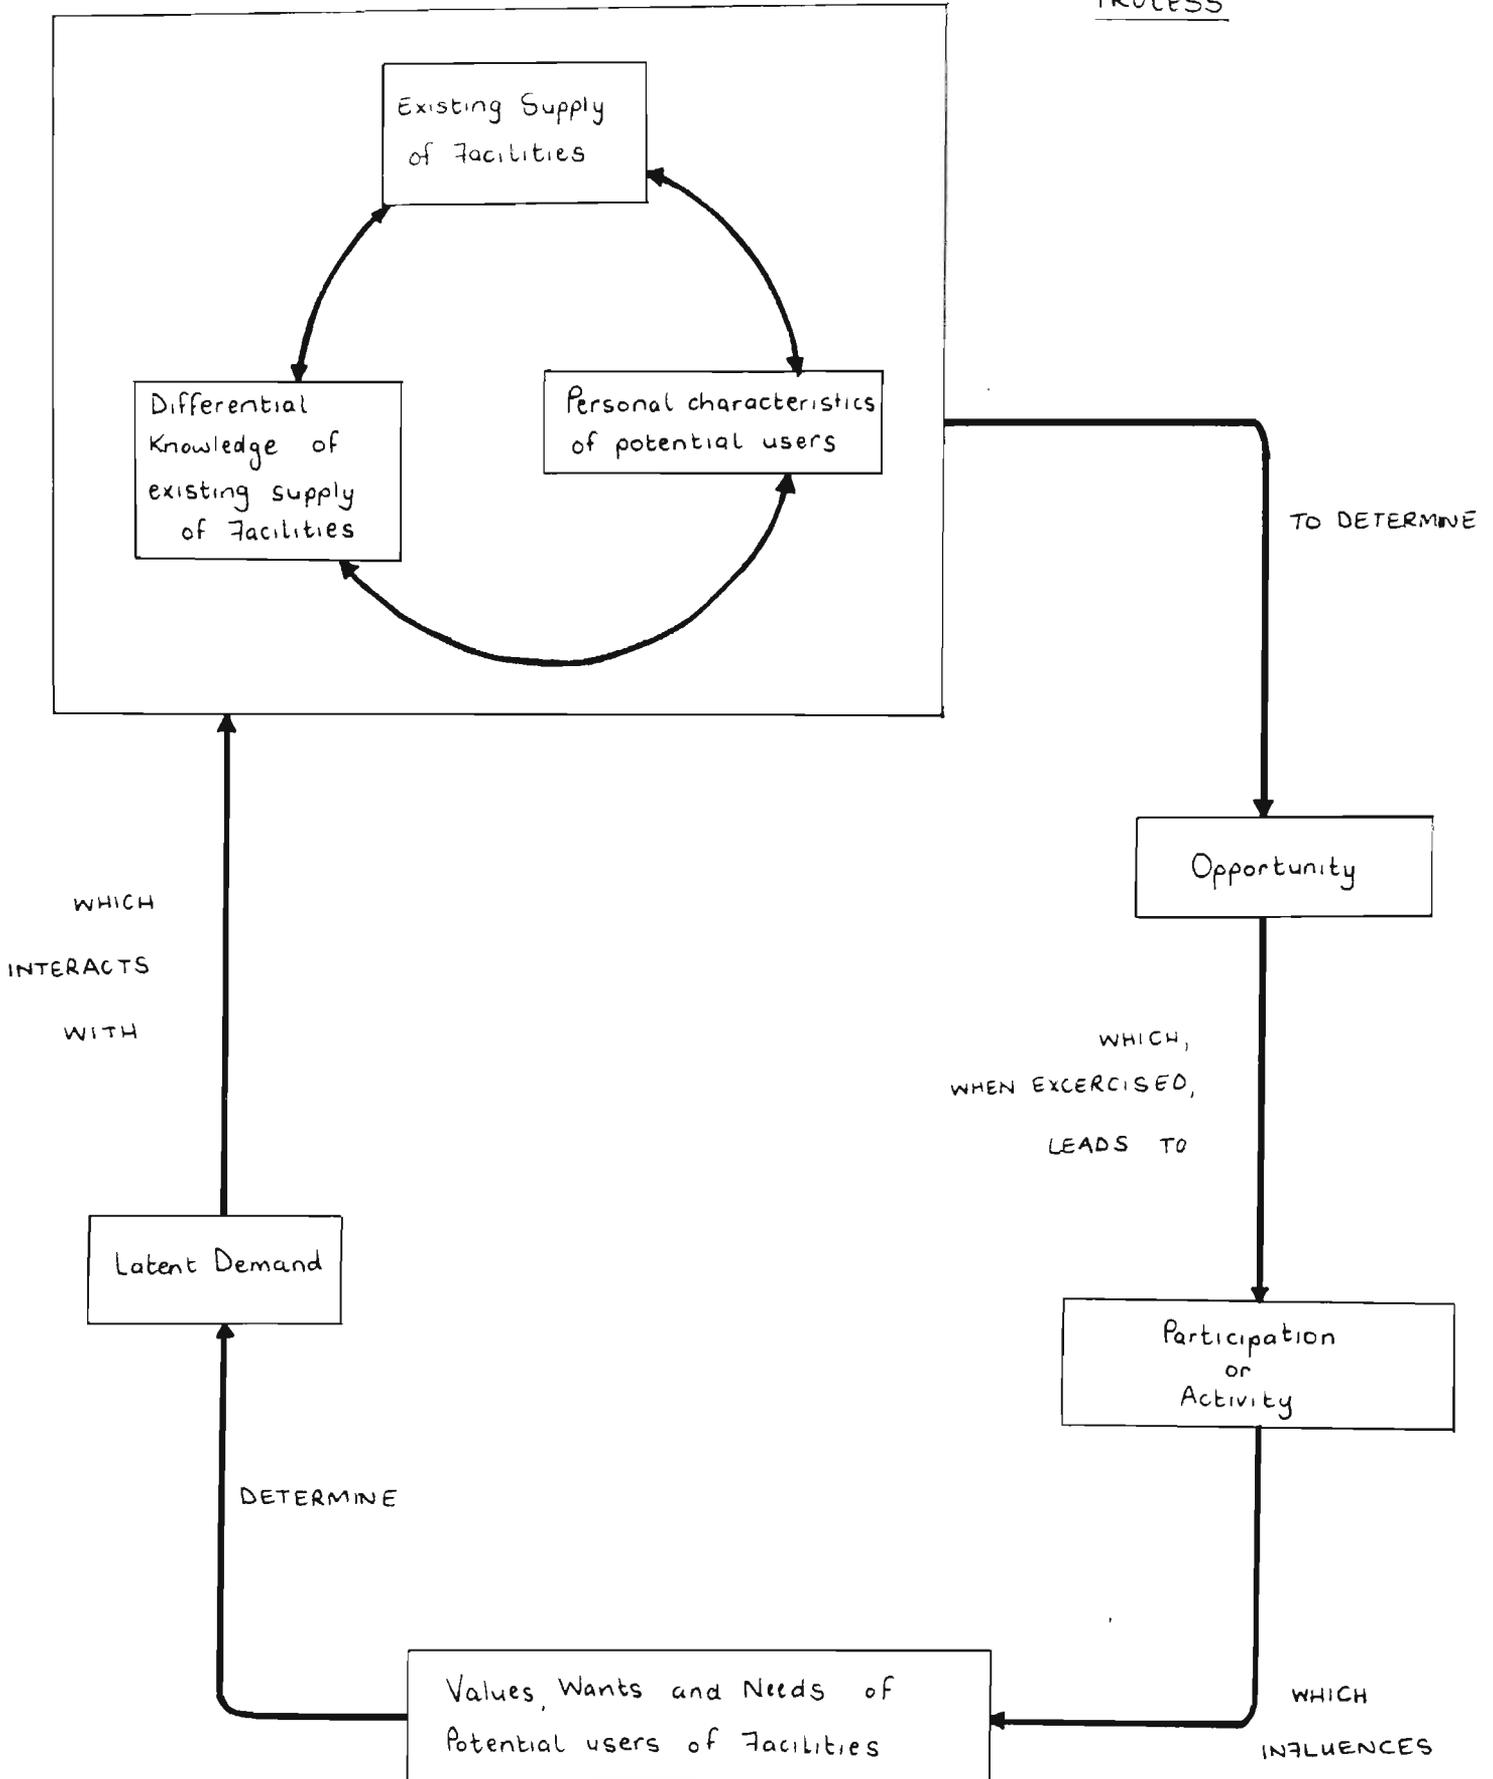 PROCESS
Existing Supply
of Facilities
Differential
Knowledge of
existing supply
of Facilities
Personal characteristics
of potential users
TO DETERMINE
Opportunity
WHICH
INTERACTS
WITH
WHICH,
WHEN EXCERCISED,
LEADS TO
Latent Demand
Participation
or
Activity
DETERMINE
Values, Wants and Needs of
Potential users of Facilities
WHICH
INFLUENCES